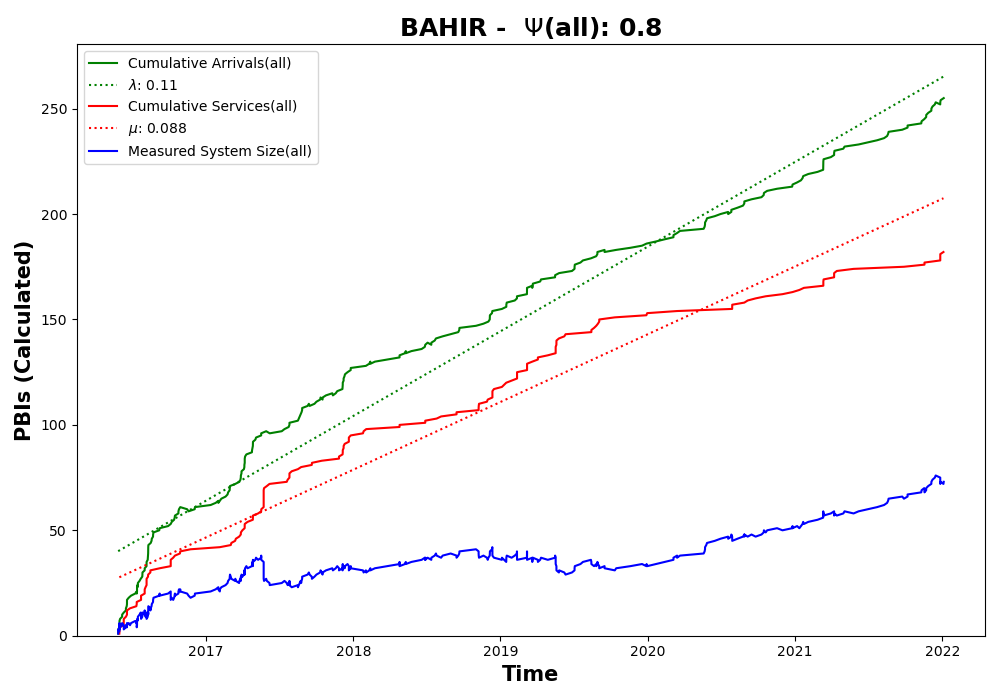 BAHIR - Ψ(all): 0.8
Cumulative Arrivals(all)
λ: 0.11
Cumulative Services(all)
μ: 0.088
Measured System Size(all)
PBIs (Calculated)
250
200
150
100
50
0
2017 2018 2019 2020 2021 2022
Time